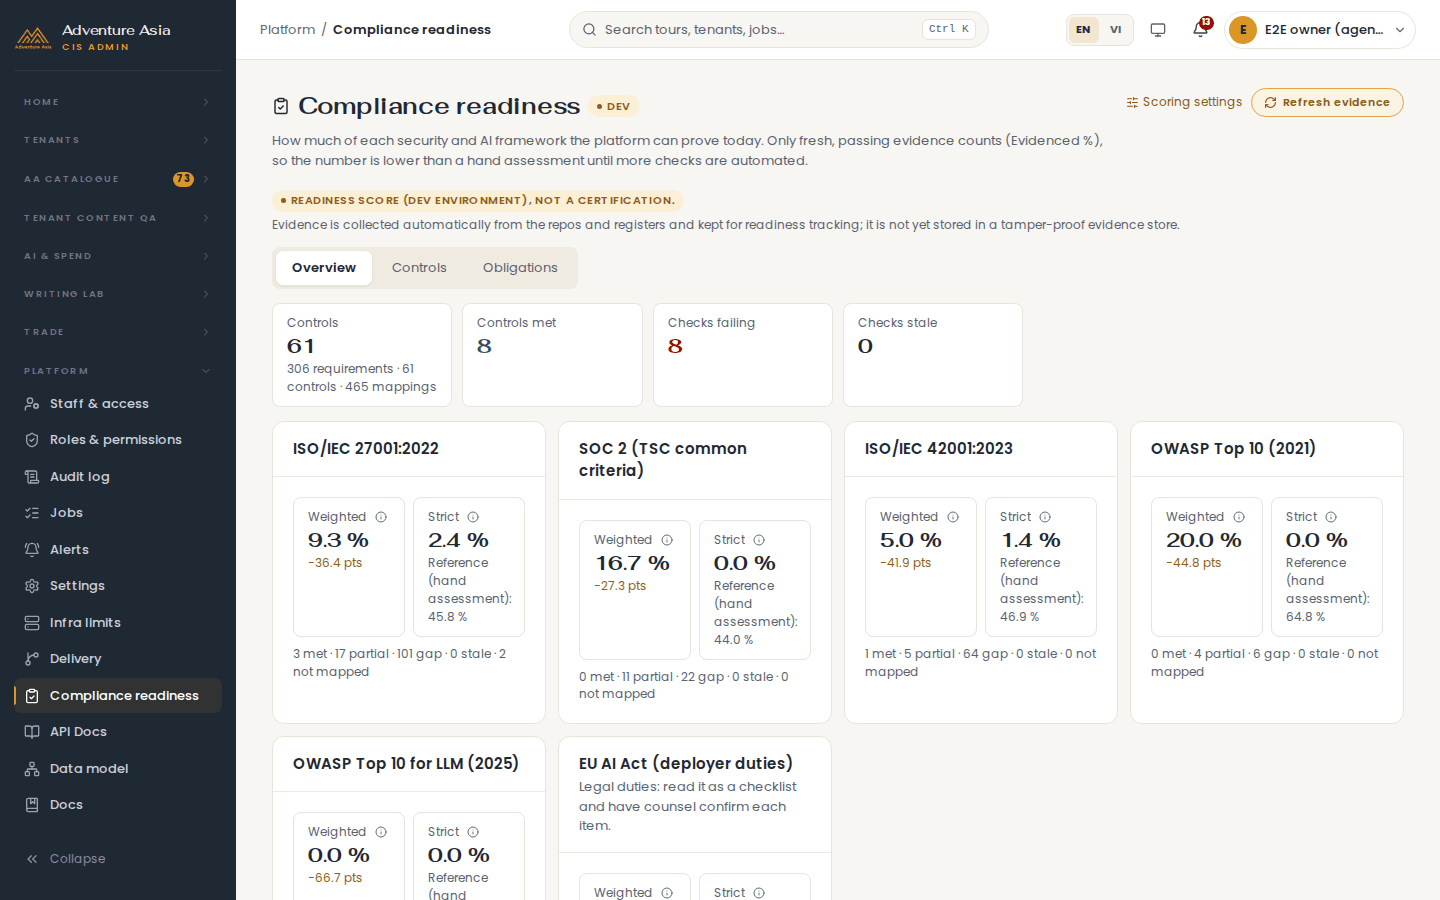 Adventure Asia
CIS ADMIN
Adventure Asia
HOME
TENANTS
AA CATALOGUE 73
TENANT CONTENT QA
AI & SPEND
WRITING LAB
TRADE
PLATFORM
Staff & access
Roles & permissions
Audit log
Jobs
Alerts
Settings
Infra limits
Delivery
Compliance readiness
API Docs
Data model
Docs
Collapse
Platform / Compliance readiness
Search tours, tenants, jobs... Ctrl K
EN VI
13
E E2E owner (agen...
Compliance readiness DEV
Scoring settings Refresh evidence
How much of each security and AI framework the platform can prove today. Only fresh, passing evidence counts (Evidenced %),
so the number is lower than a hand assessment until more checks are automated.
READINESS SCORE (DEV ENVIRONMENT), NOT A CERTIFICATION.
Evidence is collected automatically from the repos and registers and kept for readiness tracking; it is not yet stored in a tamper-proof evidence store.
Overview Controls Obligations
Controls
61
306 requirements · 61
controls · 465 mappings
Controls met
8
Checks failing
8
Checks stale
0
ISO/IEC 27001:2022
Weighted
9.3 %
-36.4 pts
Strict
2.4 %
Reference
(hand
assessment):
45.8 %
3 met · 17 partial · 101 gap · 0 stale · 2
not mapped
SOC 2 (TSC common
criteria)
Weighted
16.7 %
-27.3 pts
Strict
0.0 %
Reference
(hand
assessment):
44.0 %
0 met · 11 partial · 22 gap · 0 stale · 0
not mapped
ISO/IEC 42001:2023
Weighted
5.0 %
-41.9 pts
Strict
1.4 %
Reference
(hand
assessment):
46.9 %
1 met · 5 partial · 64 gap · 0 stale · 0 not
mapped
OWASP Top 10 (2021)
Weighted
20.0 %
-44.8 pts
Strict
0.0 %
Reference
(hand
assessment):
64.8 %
0 met · 4 partial · 6 gap · 0 stale · 0 not
mapped
OWASP Top 10 for LLM (2025)
Weighted
0.0 %
-66.7 pts
Strict
0.0 %
Reference
(hand
EU AI Act (deployer duties)
Legal duties: read it as a checklist
and have counsel confirm each
item.
Weighted
Strict